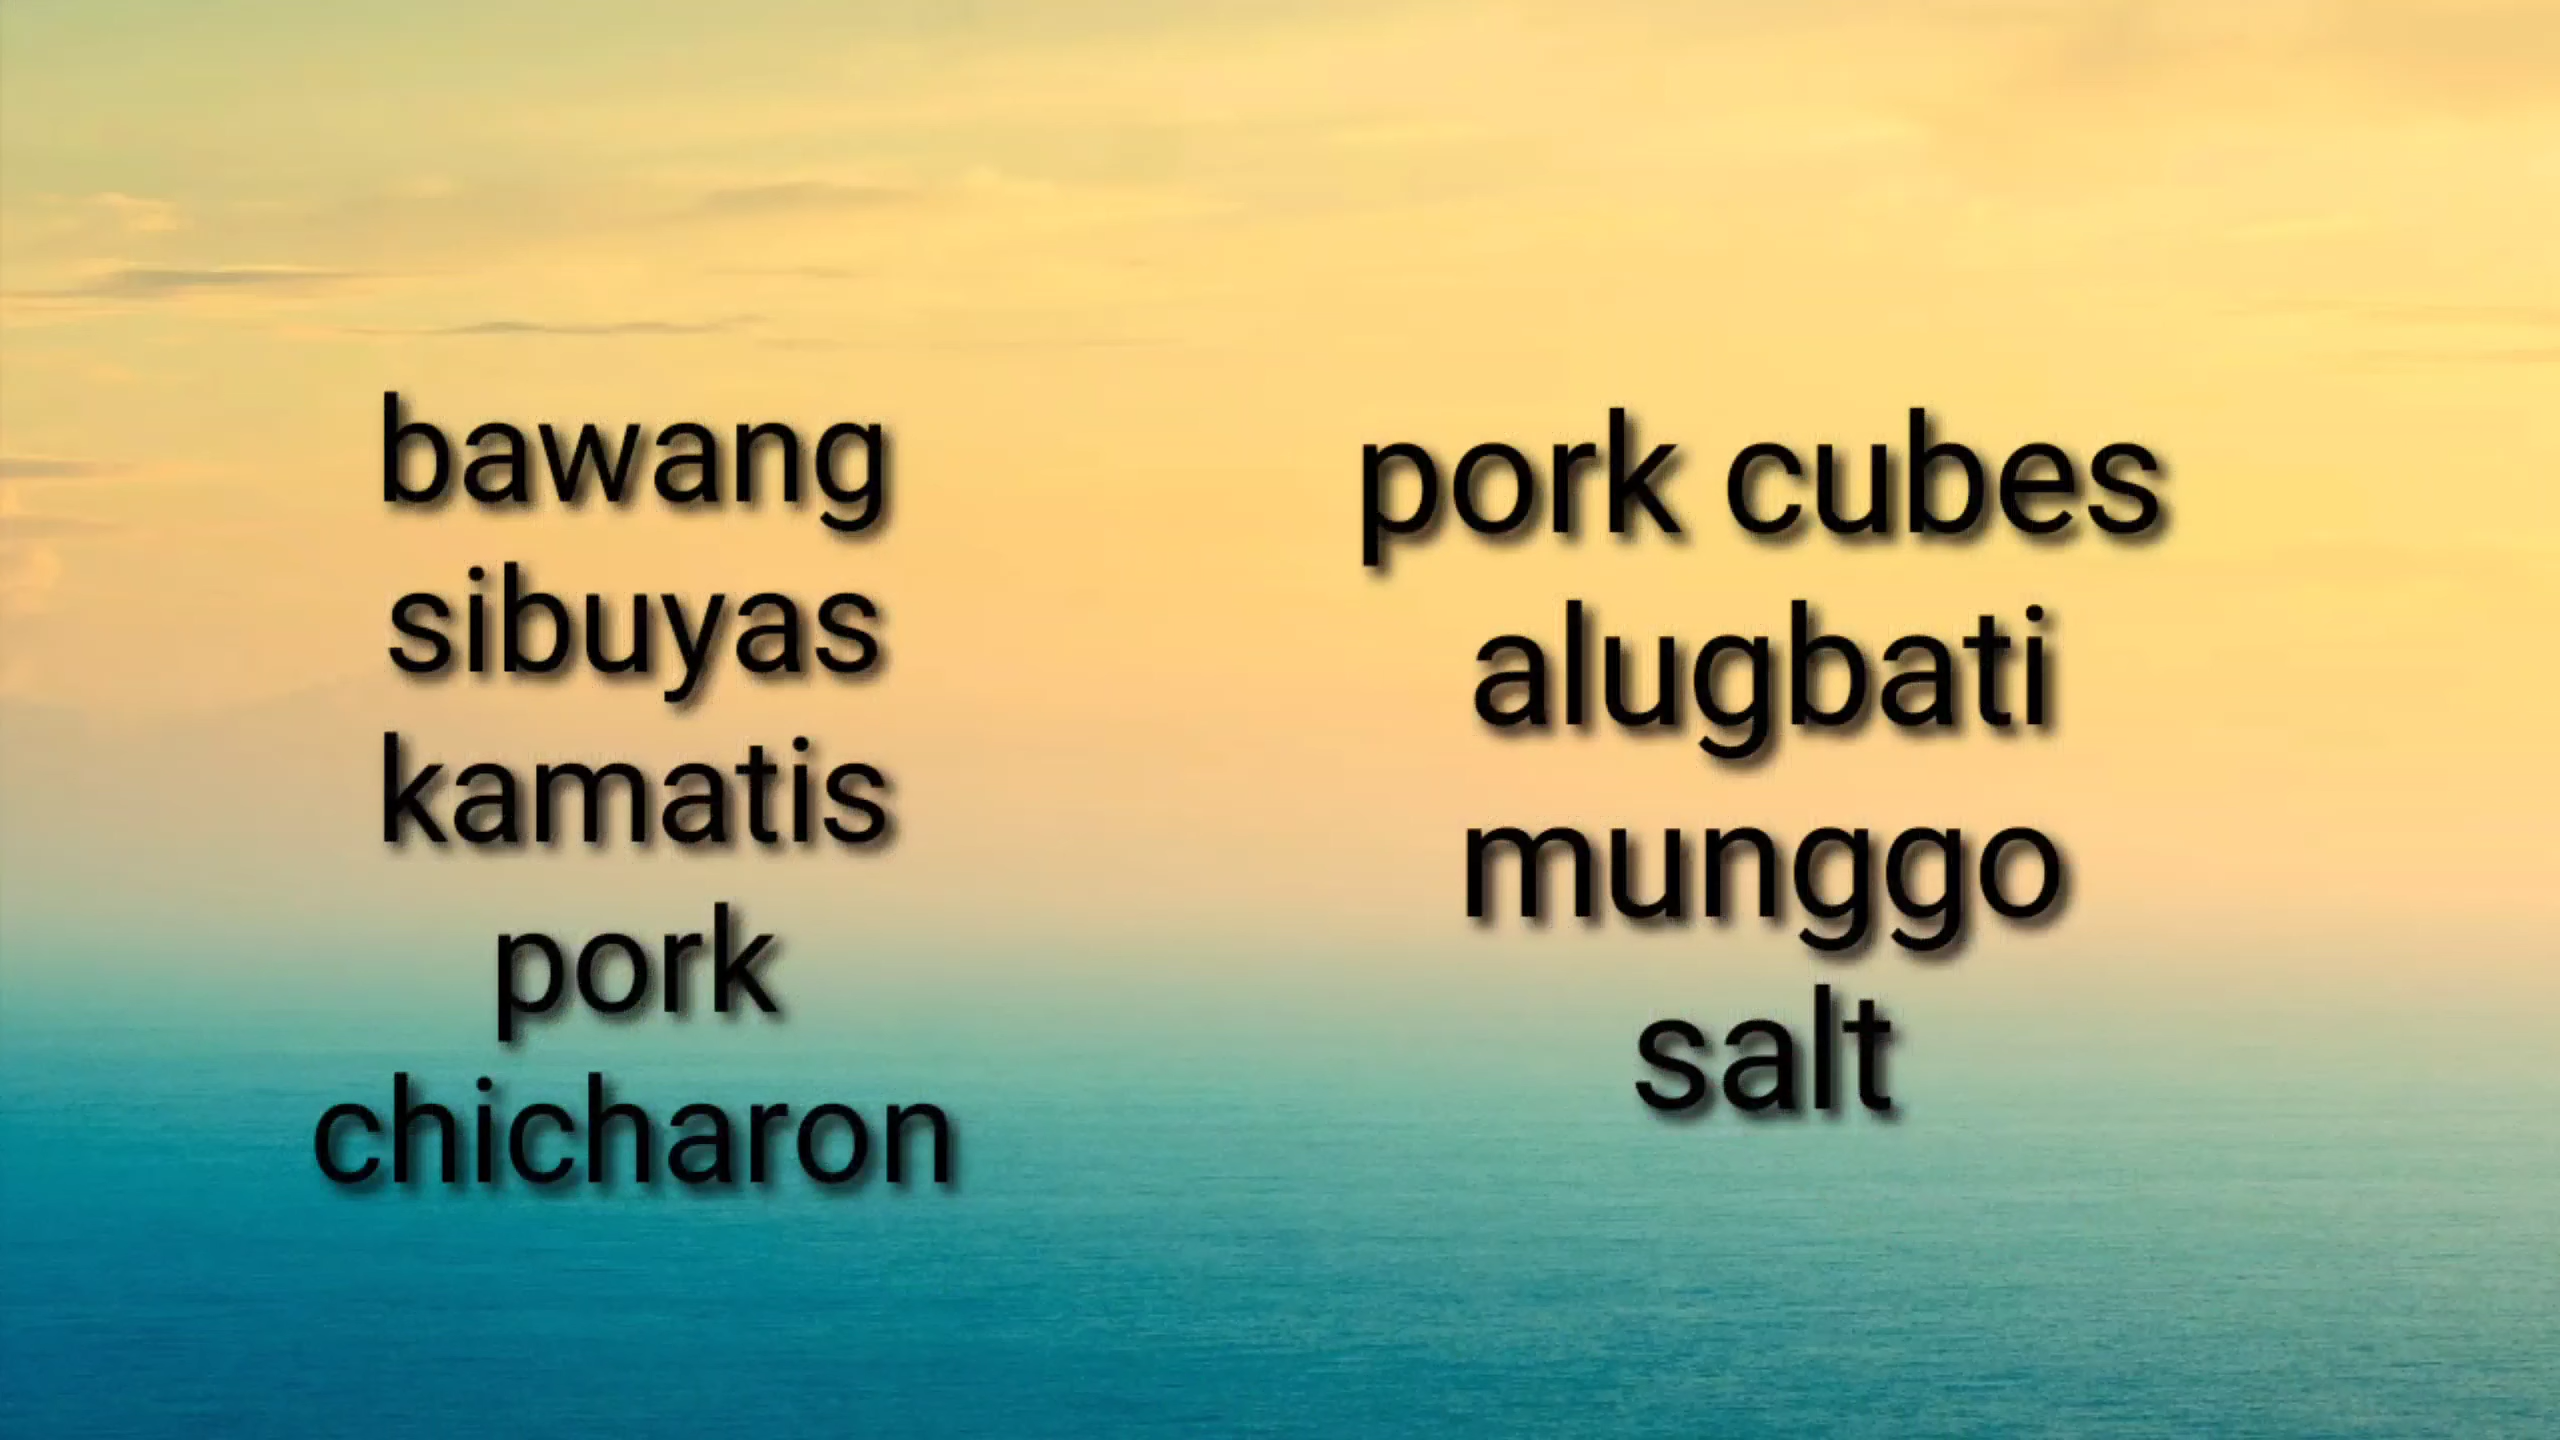 bawang
sibuyas
kamatis
pork
chicharon
pork cubes
alugbati
munggo
salt